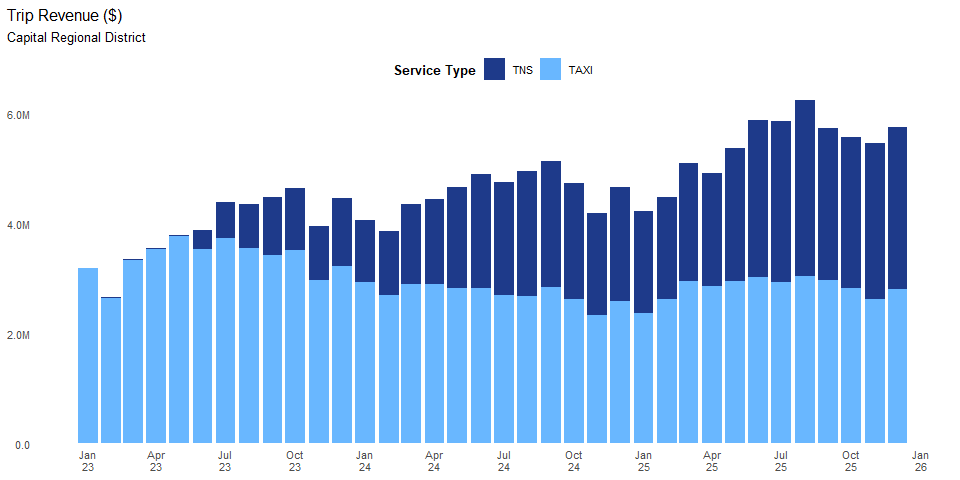 Trip Revenue ($)
Capital Regional District
Service Type TNS TAXI
6.0M
4.0M
2.0M
0.0
Jan Apr Jul Oct Jan Apr Jul Oct Jan Apr Jul Oct Jan
23 23 23 23 24 24 24 24 25 25 25 25 26